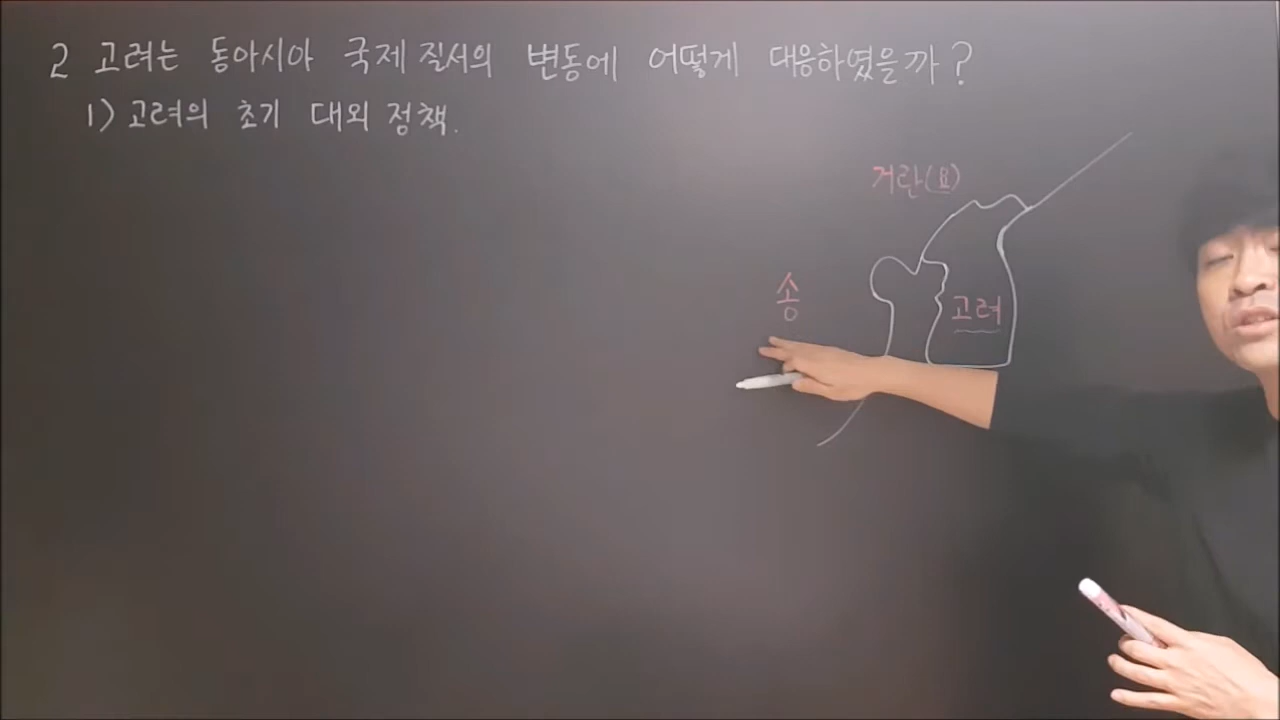 2 고려는 동아시아 국제 질서의 변동에 어떻게 대응하였을까?
1) 고려의 초기 대외 정책.
거란(요)
송
고려